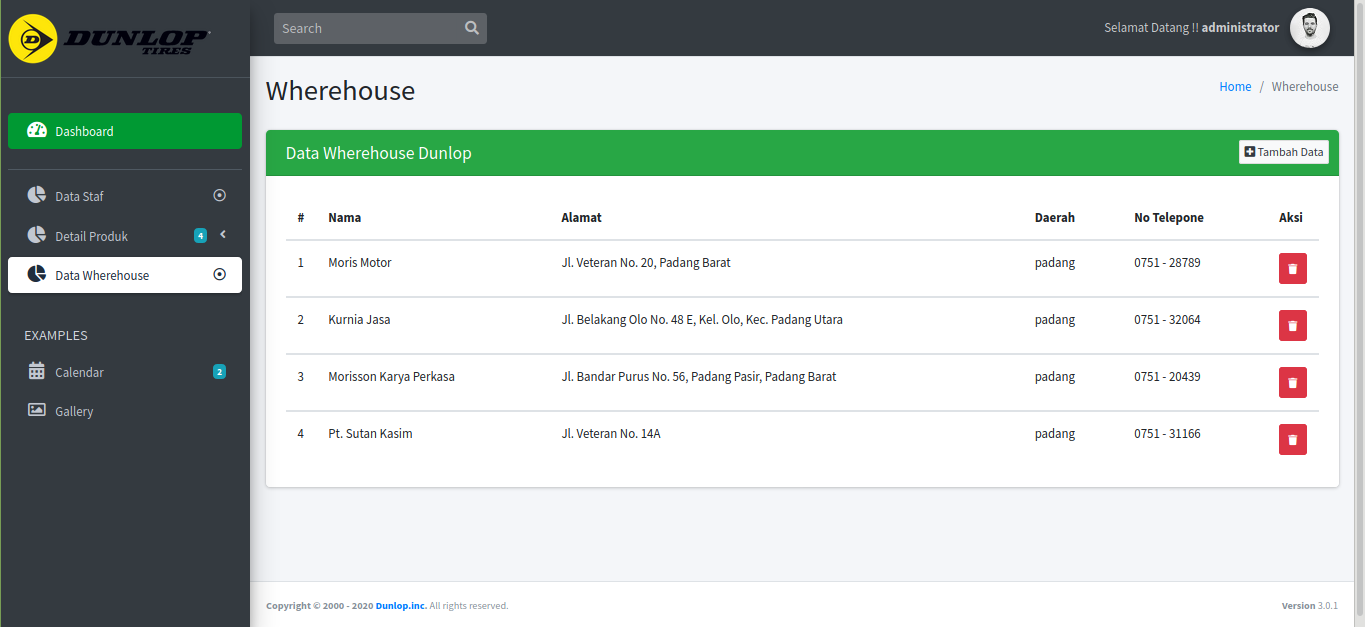 DUNLOP
TIRES
Search
Selamat Datang !! administrator
Dashboard
Data Staf
Detail Produk 4
Data Wherehouse
EXAMPLES
Calendar 2
Gallery
Wherehouse
Home / Wherehouse
Data Wherehouse Dunlop
Tambah Data
# Nama Alamat Daerah No Telepone Aksi
1 Moris Motor Jl. Veteran No. 20, Padang Barat padang 0751 - 28789
2 Kurnia Jasa Jl. Belakang Olo No. 48 E, Kel. Olo, Kec. Padang Utara padang 0751 - 32064
3 Morisson Karya Perkasa Jl. Bandar Purus No. 56, Padang Pasir, Padang Barat padang 0751 - 20439
4 Pt. Sutan Kasim Jl. Veteran No. 14A padang 0751 - 31166
Copyright © 2000 - 2020 Dunlop.inc. All rights reserved.
Version 3.0.1